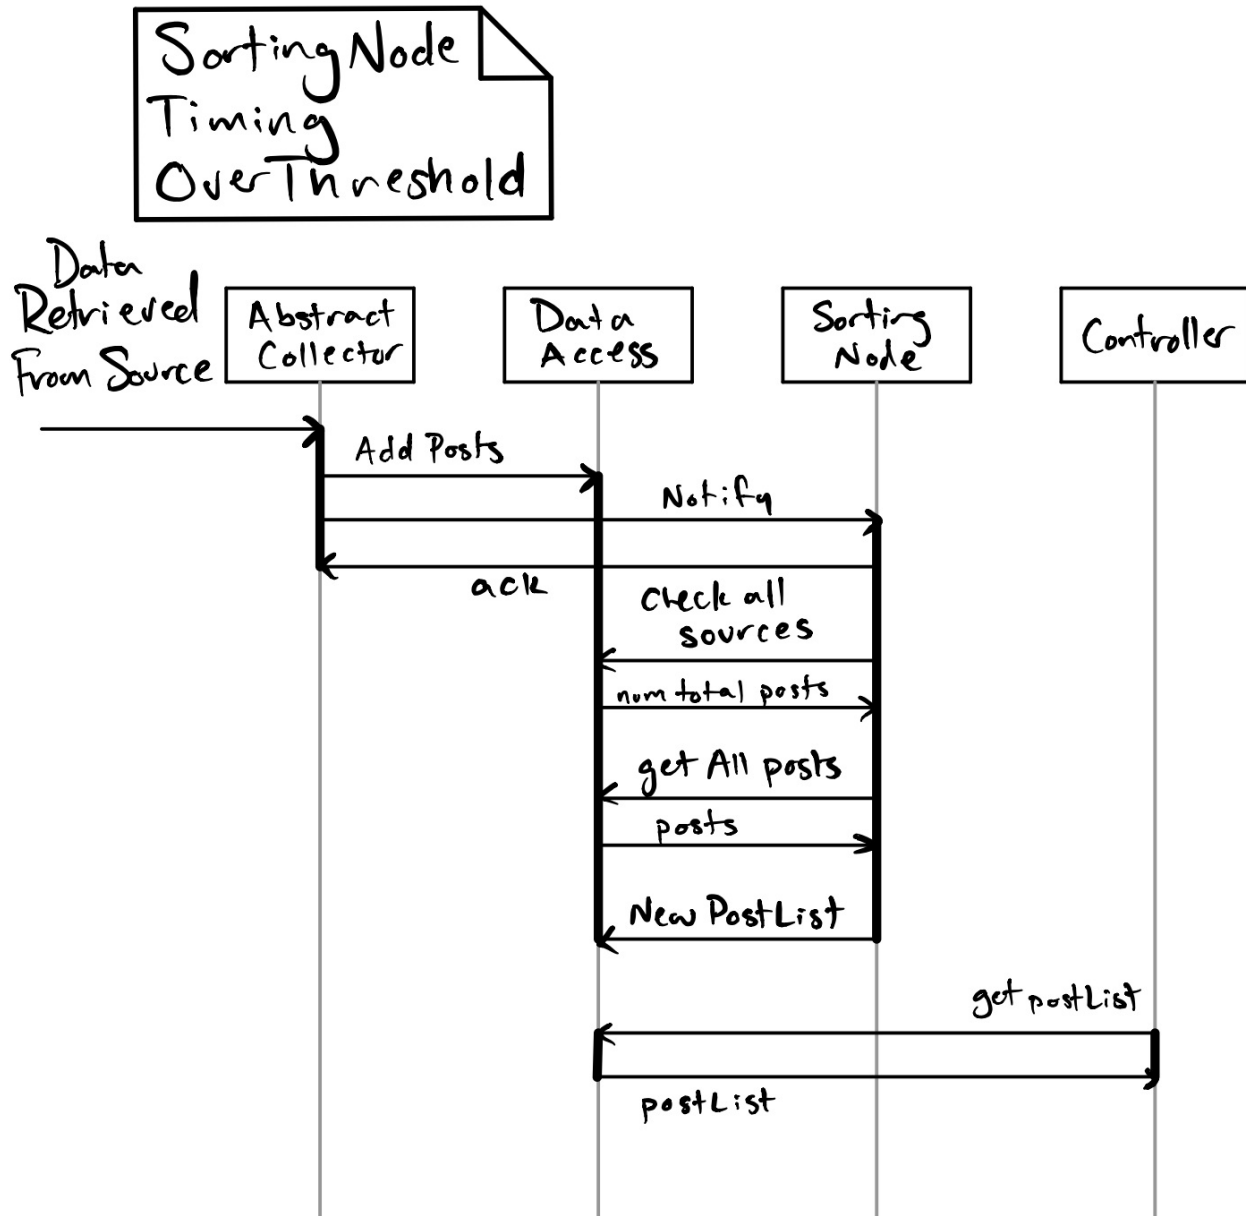 Sorting Node
Timing
OverThreshold
Data
Retrieved
From Source
Abstract
Collector
Data
Access
Sorting
Node
Controller
Add Posts
Notify
ack
Check all
sources
num total posts
get All posts
posts
New PostList
get postList
postList